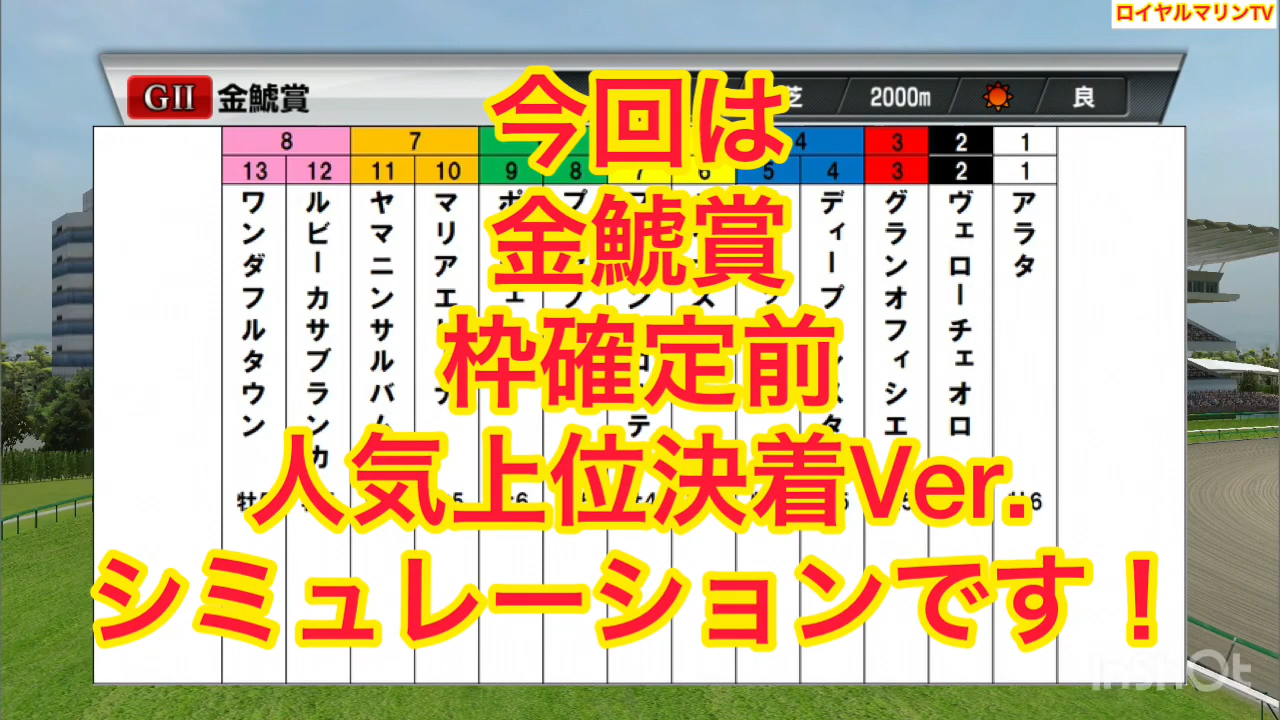 ロイヤルマリンTV
GII 金鯱賞
芝 2000m 良
8 7 4 3 2 1
13 12 11 10 9 8 7 6 5 4 3 2 1
ワンダフルタウン
ルビーカサブランカ
ヤマニンサルバム
グランオフィシエ
ヴェローチェオロ
アラタ
今回は
金鯱賞
枠確定前
人気上位決着Ver.
シミュレーションです！
InShOt